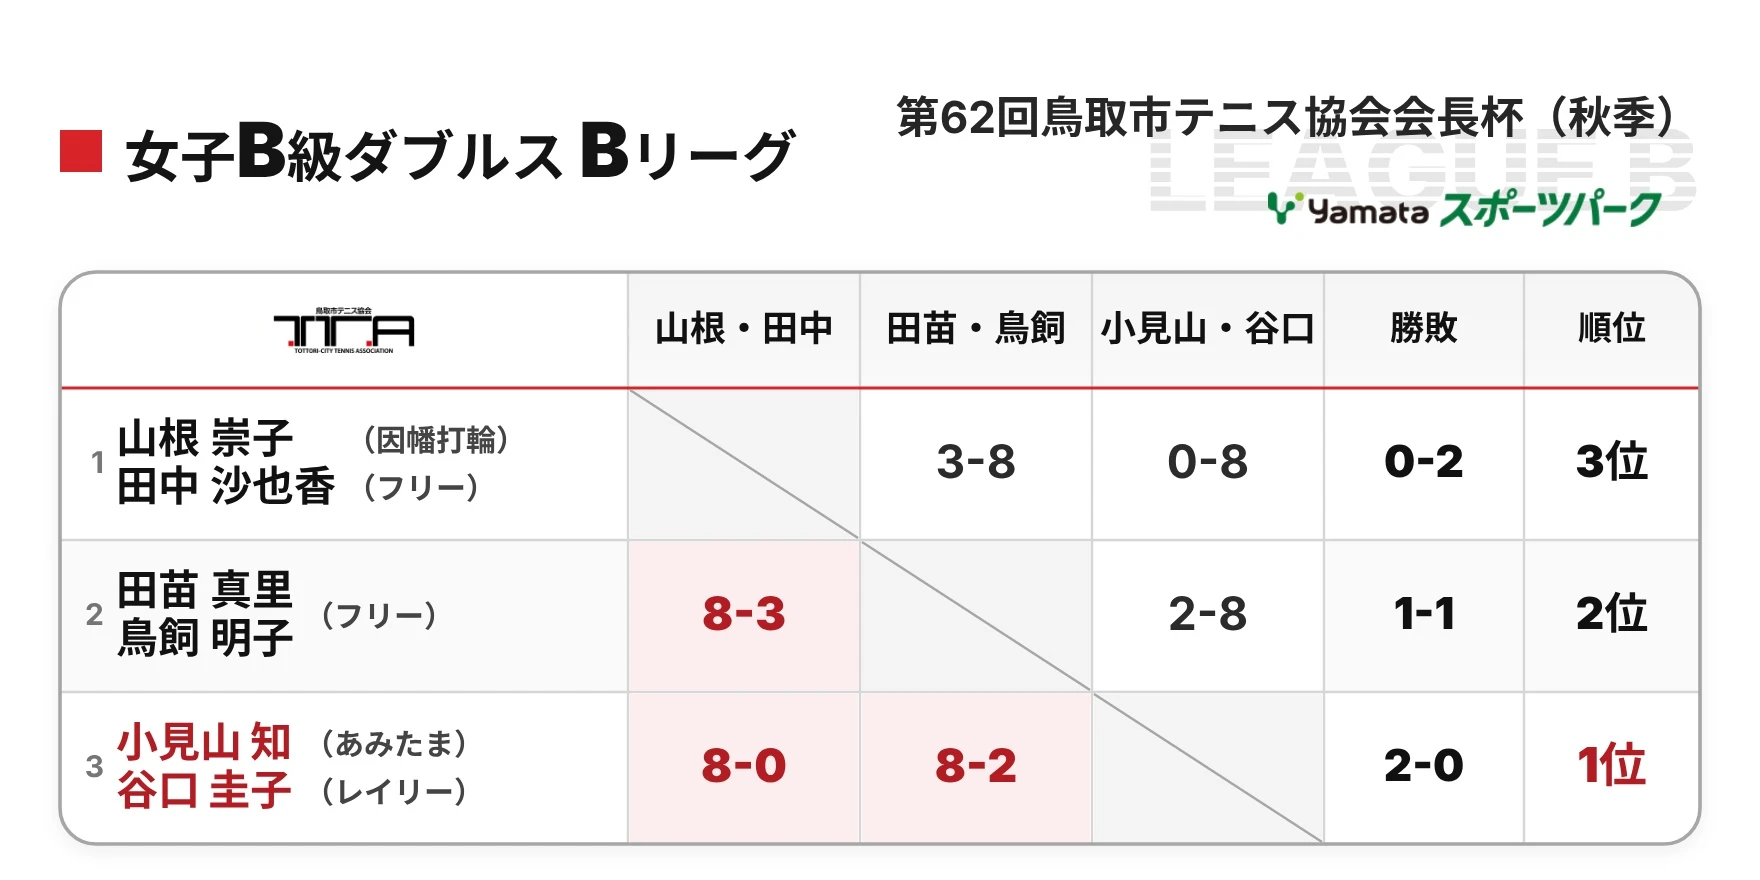 第62回鳥取市テニス協会会長杯（秋季）
女子B級ダブルス Bリーグ
LEAGUE B
Yamata スポーツパーク
鳥取市テニス協会
TTA
TOTTORI-CITY TENNIS ASSOCIATION
山根・田中 田苗・鳥飼 小見山・谷口 勝敗 順位
1 山根 崇子 （因幡打輪）
田中 沙也香 （フリー）
3-8 0-8 0-2 3位
2 田苗 真里
鳥飼 明子 （フリー）
8-3 2-8 1-1 2位
3 小見山 知 （あみたま）
谷口 圭子 （レイリー）
8-0 8-2 2-0 1位